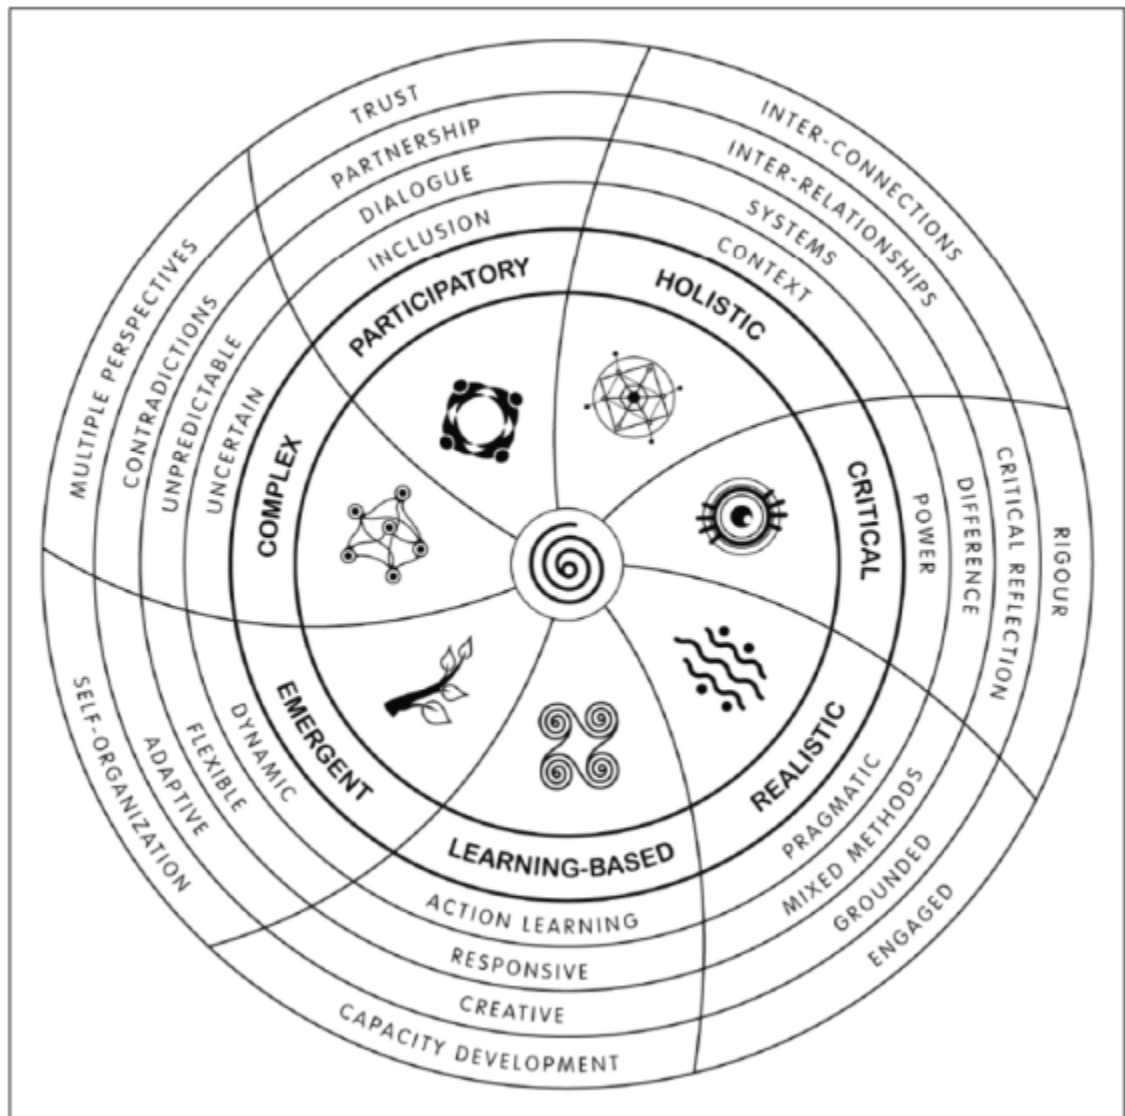 TRUST
PARTNERSHIP
DIALOGUE
INCLUSION
PARTICIPATORY
INTER-CONNECTIONS
INTER-RELATIONSHIPS
SYSTEMS
CONTEXT
HOLISTIC
RIGOUR
CRITICAL REFLECTION
DIFFERENCE
POWER
CRITICAL
ENGAGED
GROUNDED
MIXED METHODS
PRAGMATIC
REALISTIC
LEARNING-BASED
ACTION LEARNING
RESPONSIVE
CREATIVE
CAPACITY DEVELOPMENT
EMERGENT
DYNAMIC
FLEXIBLE
ADAPTIVE
SELF-ORGANIZATION
COMPLEX
UNCERTAIN
UNPREDICTABLE
CONTRADICTIONS
MULTIPLE PERSPECTIVES